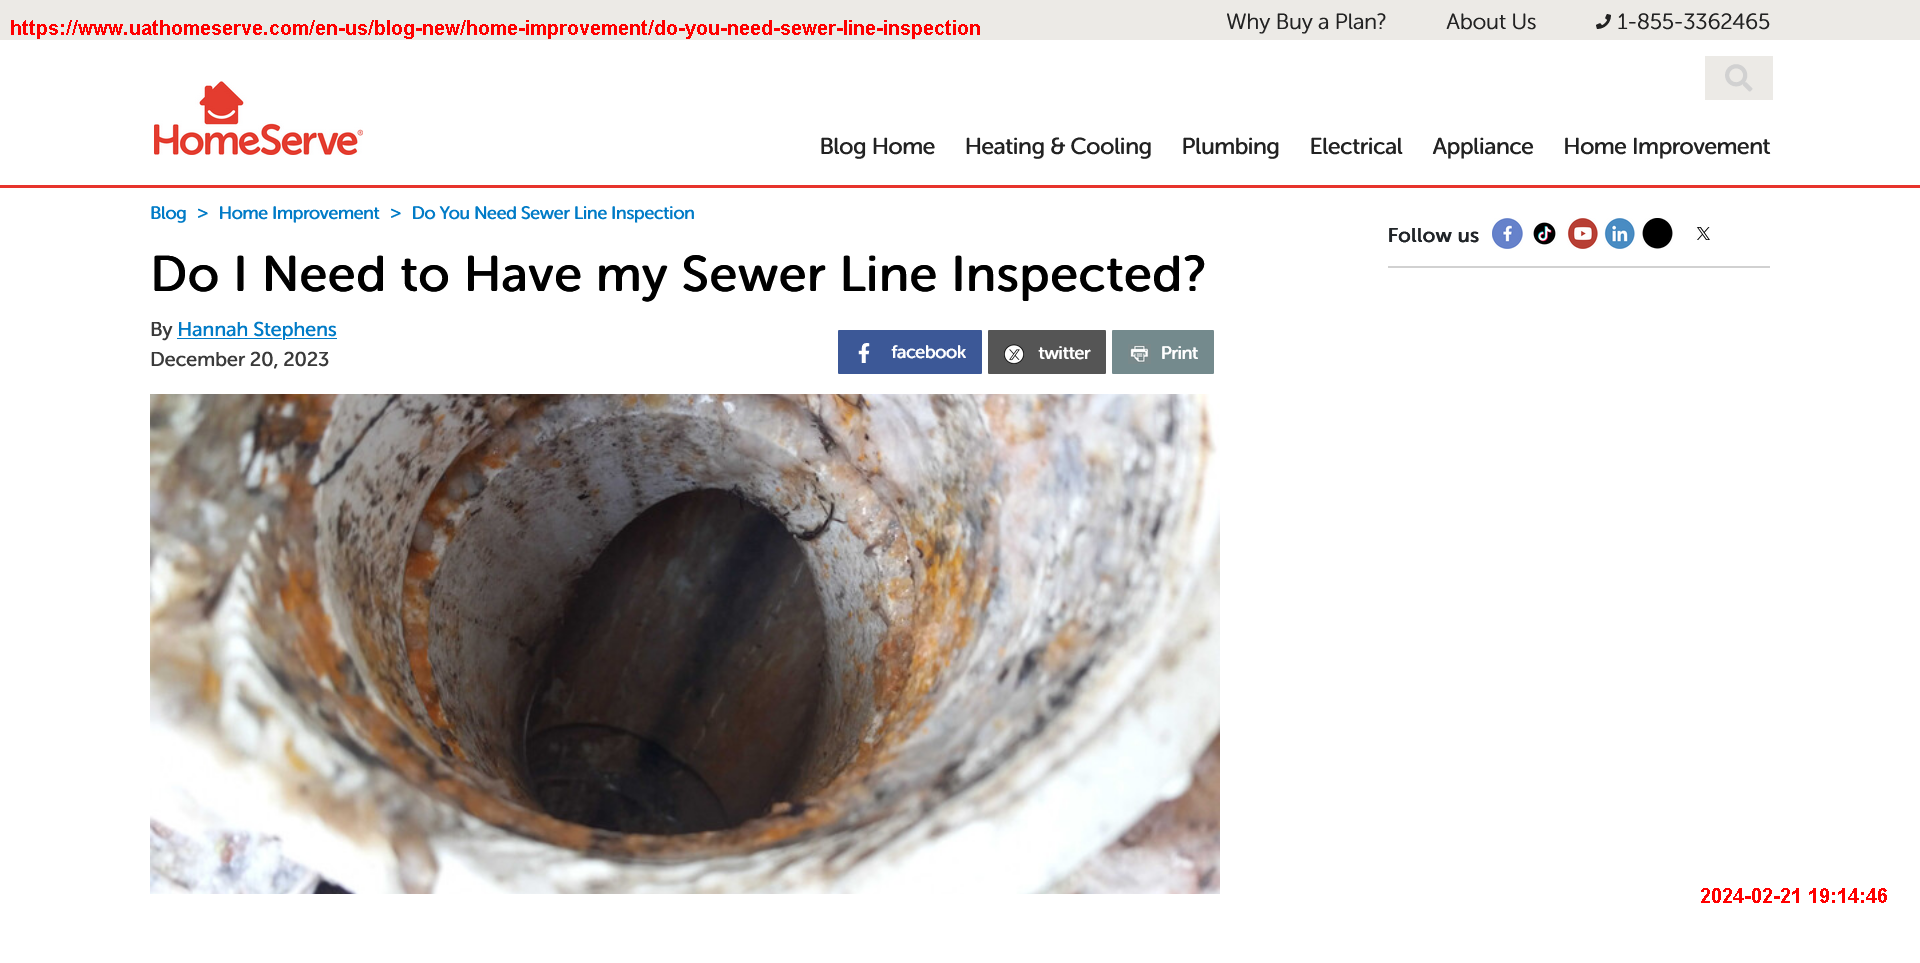 https://www.uathomeserve.com/en-us/blog-new/home-improvement/do-you-need-sewer-line-inspection
Why Buy a Plan? About Us 1-855-3362465
HomeServe®
Blog Home Heating & Cooling Plumbing Electrical Appliance Home Improvement
Blog > Home Improvement > Do You Need Sewer Line Inspection
Follow us
Do I Need to Have my Sewer Line Inspected?
By Hannah Stephens
December 20, 2023
facebook twitter Print
2024-02-21 19:14:46